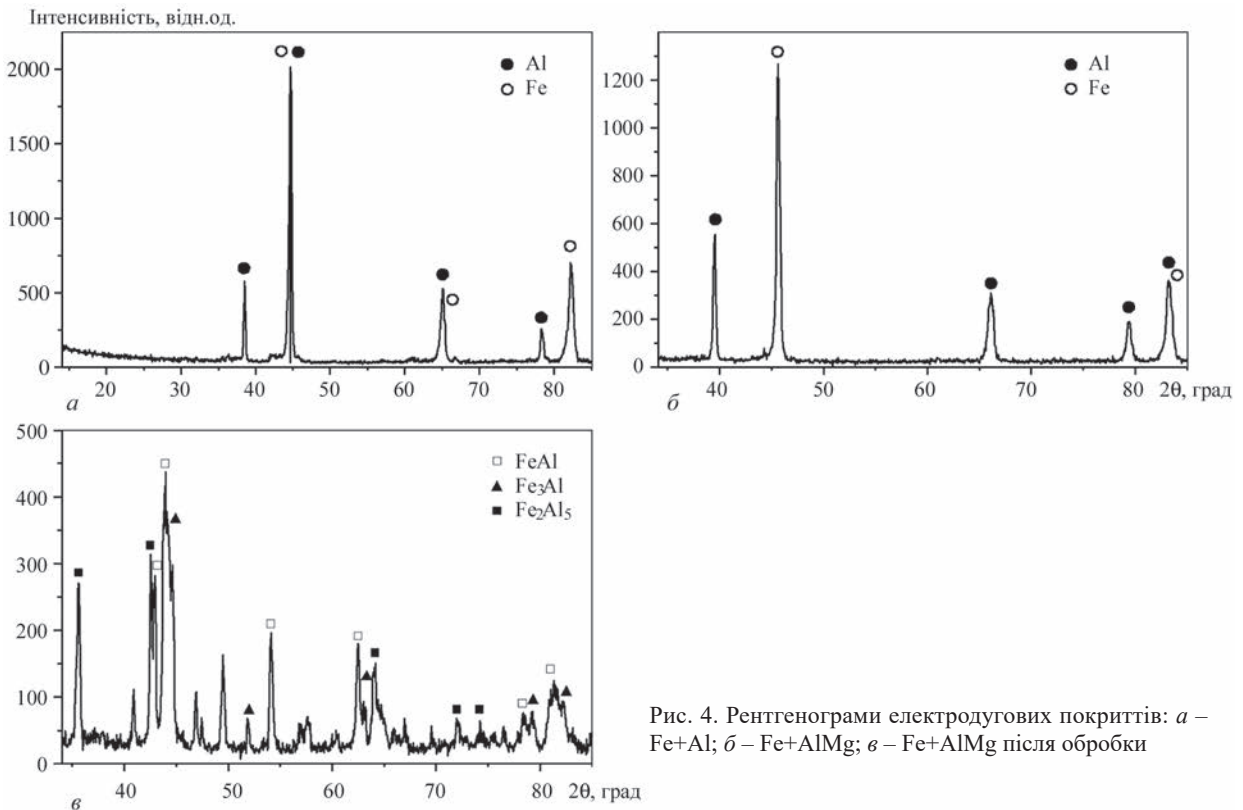 Інтенсивність, відн.од.
2000
1500
1000
500
0
Al
Fe
20 30 40 50 60 70 80
а
1200
1000
800
600
400
200
0
Al
Fe
40 50 60 70 80 2θ, град
б
500
400
300
200
100
0
FeAl
Fe₃Al
Fe₂Al₅
40 50 60 70 80 2θ, град
в
Рис. 4. Рентгенограми електродугових покриттів: а –
Fe+Al; б – Fe+AlMg; в – Fe+AlMg після обробки